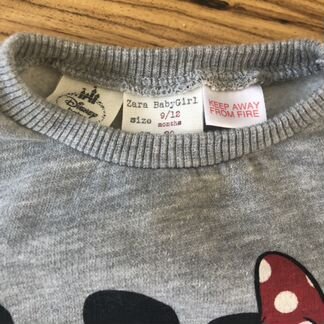 Disney
Zara BabyGirl
size 9/12
months
KEEP AWAY
FROM FIRE